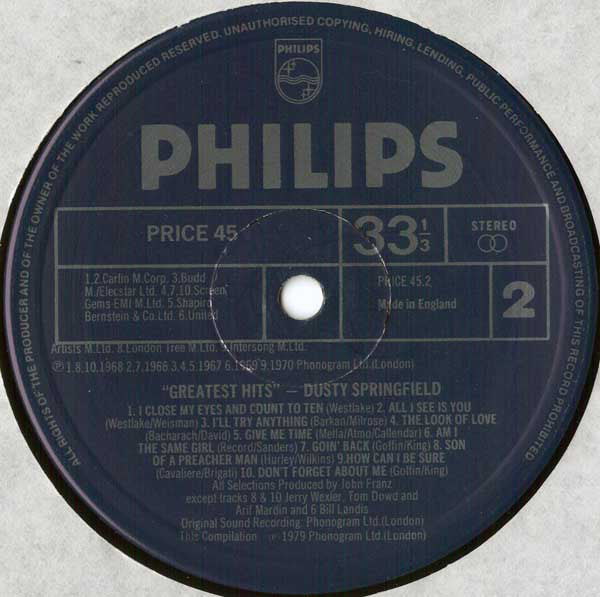 ALL RIGHTS OF THE PRODUCER AND OF THE OWNER OF THE WORK REPRODUCED RESERVED. UNAUTHORISED COPYING, HIRING, LENDING, PUBLIC PERFORMANCE AND BROADCASTING OF THIS RECORD PROHIBITED
PHILIPS
PHILIPS
PRICE 45
33 1/3
STEREO
1.2.Carlin M.Corp. 3.Budd
M./Elecstar Ltd. 4.7.10.Screen
Gems-EMI M.Ltd. 5.Shapiro
Bernstein & Co.Ltd. 6.United
Artists M.Ltd. 8.London Tree M.Ltd. 9.Intersong M.Ltd.
PRICE 45.2
Made in England
2
Ⓟ1.8.10.1968 2.7.1966 3.4.5.1967 6.1969 9.1970 Phonogram Ltd.(London)
"GREATEST HITS" — DUSTY SPRINGFIELD
1. I CLOSE MY EYES AND COUNT TO TEN (Westlake) 2. ALL I SEE IS YOU
(Westlake/Weisman) 3. I'LL TRY ANYTHING (Barkan/Milrose) 4. THE LOOK OF LOVE
(Bacharach/David) 5. GIVE ME TIME (Melia/Atmo/Callendar) 6. AM I
THE SAME GIRL (Record/Sanders) 7. GOIN' BACK (Goffin/King) 8. SON
OF A PREACHER MAN (Hurley/Wilkins) 9.HOW CAN I BE SURE
(Cavaliere/Brigati) 10. DON'T FORGET ABOUT ME (Goffin/King)
All Selections Produced by John Franz
except tracks 8 & 10 Jerry Wexler, Tom Dowd and
Arif Mardin and 6 Bill Landis
Original Sound Recording: Phonogram Ltd.(London)
This Compilation Ⓟ 1979 Phonogram Ltd.(London)